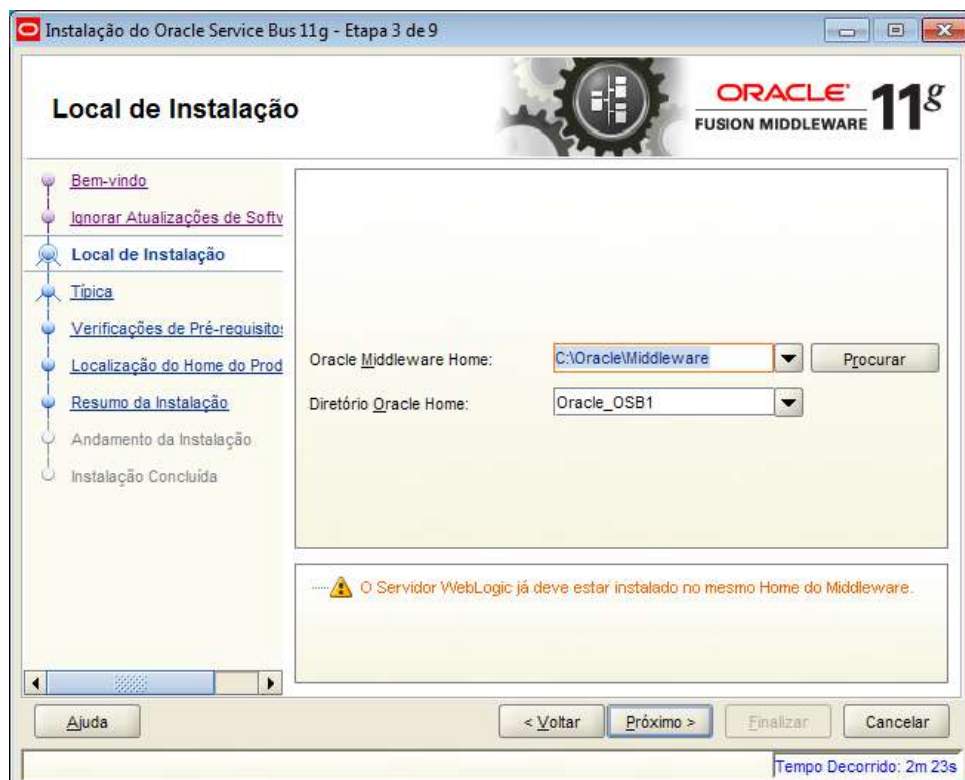 Instalação do Oracle Service Bus 11g - Etapa 3 de 9
Local de Instalação
ORACLE
FUSION MIDDLEWARE
11g
Bem-vindo
Ignorar Atualizações de Softv
Local de Instalação
Típica
Verificações de Pré-requisitos
Localização do Home do Prod
Resumo da Instalação
Andamento da Instalação
Instalação Concluída
Oracle Middleware Home: C:\Oracle\Middleware Procurar
Diretório Oracle Home: Oracle_OSB1
O Servidor WebLogic já deve estar instalado no mesmo Home do Middleware.
Ajuda < Voltar Próximo > Finalizar Cancelar
Tempo Decorrido: 2m 23s